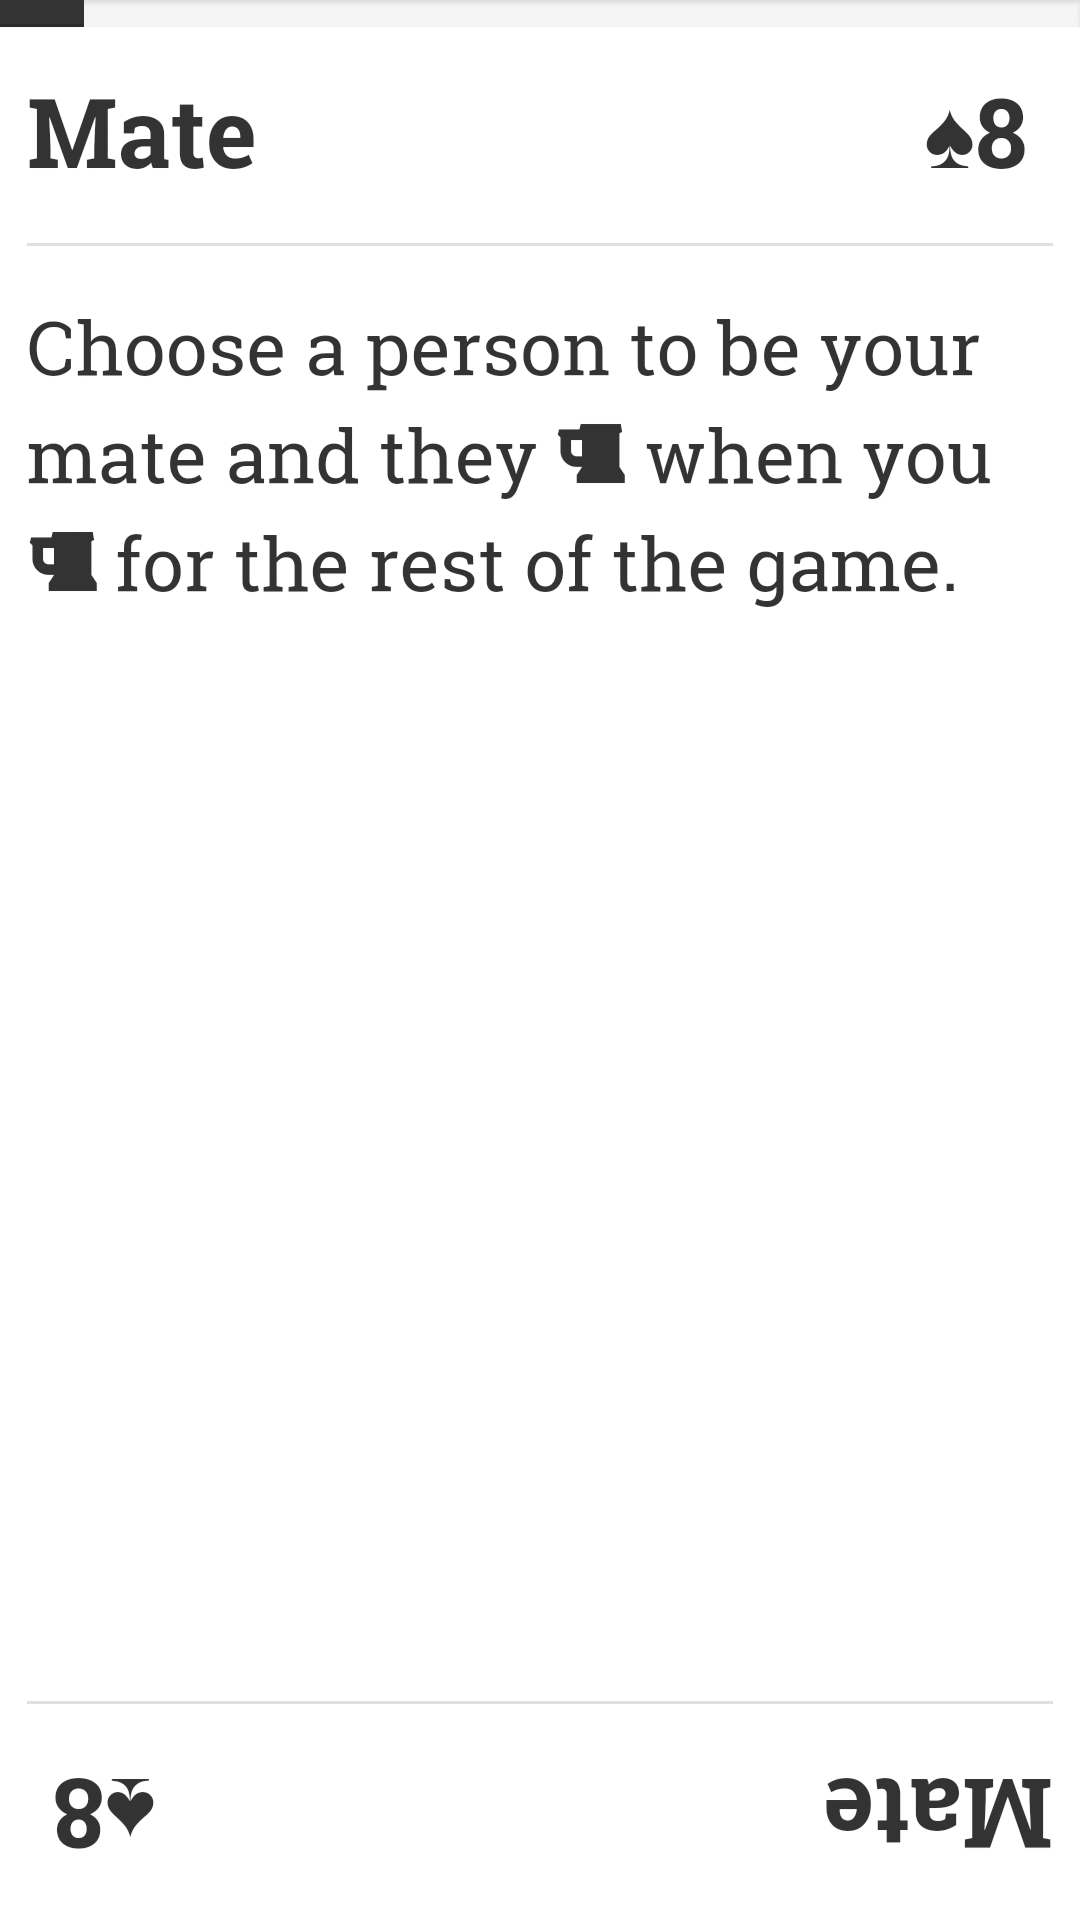 Mate ♠8
Choose a person to be your
mate and they when you
for the rest of the game.
♠8 Mate